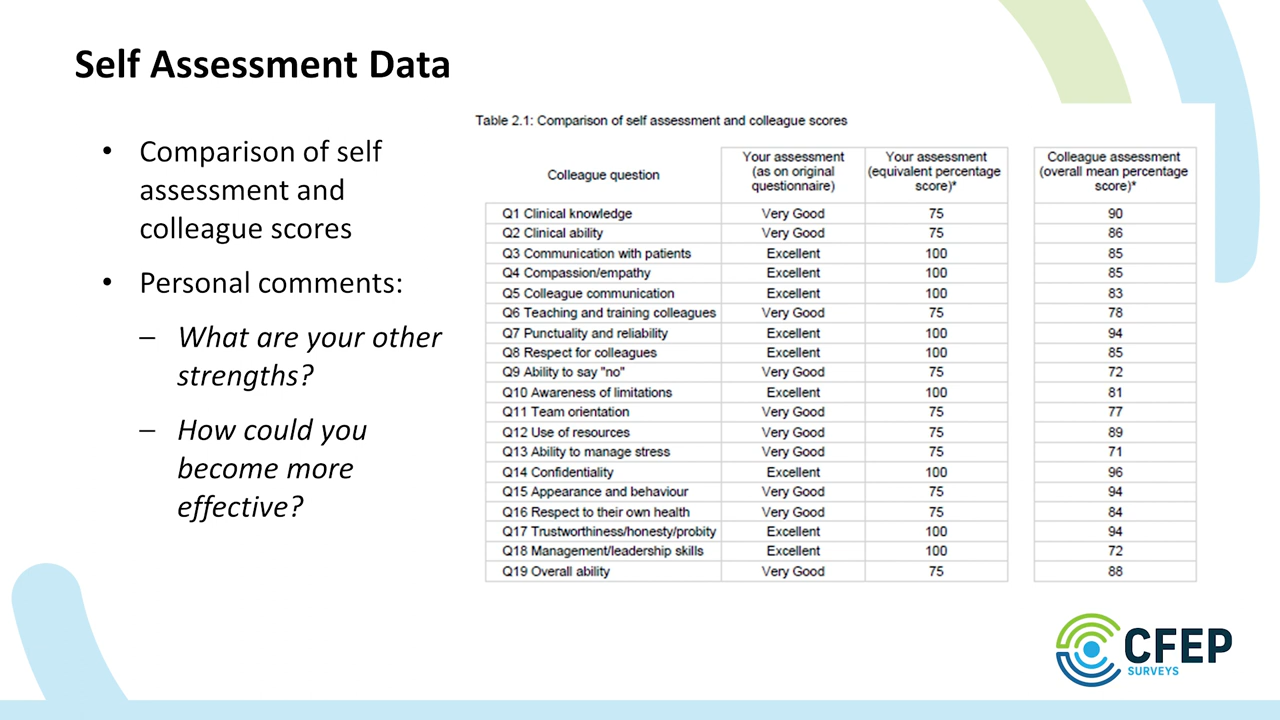 Self Assessment Data
• Comparison of self
assessment and
colleague scores
• Personal comments:
– What are your other
strengths?
– How could you
become more
effective?
Table 2.1: Comparison of self assessment and colleague scores
Colleague question | Your assessment (as on original questionnaire) | Your assessment (equivalent percentage score)* | Colleague assessment (overall mean percentage score)*
Q1 Clinical knowledge | Very Good | 75 | 90
Q2 Clinical ability | Very Good | 75 | 86
Q3 Communication with patients | Excellent | 100 | 85
Q4 Compassion/empathy | Excellent | 100 | 85
Q5 Colleague communication | Excellent | 100 | 83
Q6 Teaching and training colleagues | Very Good | 75 | 78
Q7 Punctuality and reliability | Excellent | 100 | 94
Q8 Respect for colleagues | Excellent | 100 | 85
Q9 Ability to say "no" | Very Good | 75 | 72
Q10 Awareness of limitations | Excellent | 100 | 81
Q11 Team orientation | Very Good | 75 | 77
Q12 Use of resources | Very Good | 75 | 89
Q13 Ability to manage stress | Very Good | 75 | 71
Q14 Confidentiality | Excellent | 100 | 96
Q15 Appearance and behaviour | Very Good | 75 | 94
Q16 Respect to their own health | Very Good | 75 | 84
Q17 Trustworthiness/honesty/probity | Excellent | 100 | 94
Q18 Management/leadership skills | Excellent | 100 | 72
Q19 Overall ability | Very Good | 75 | 88
CFEP
SURVEYS